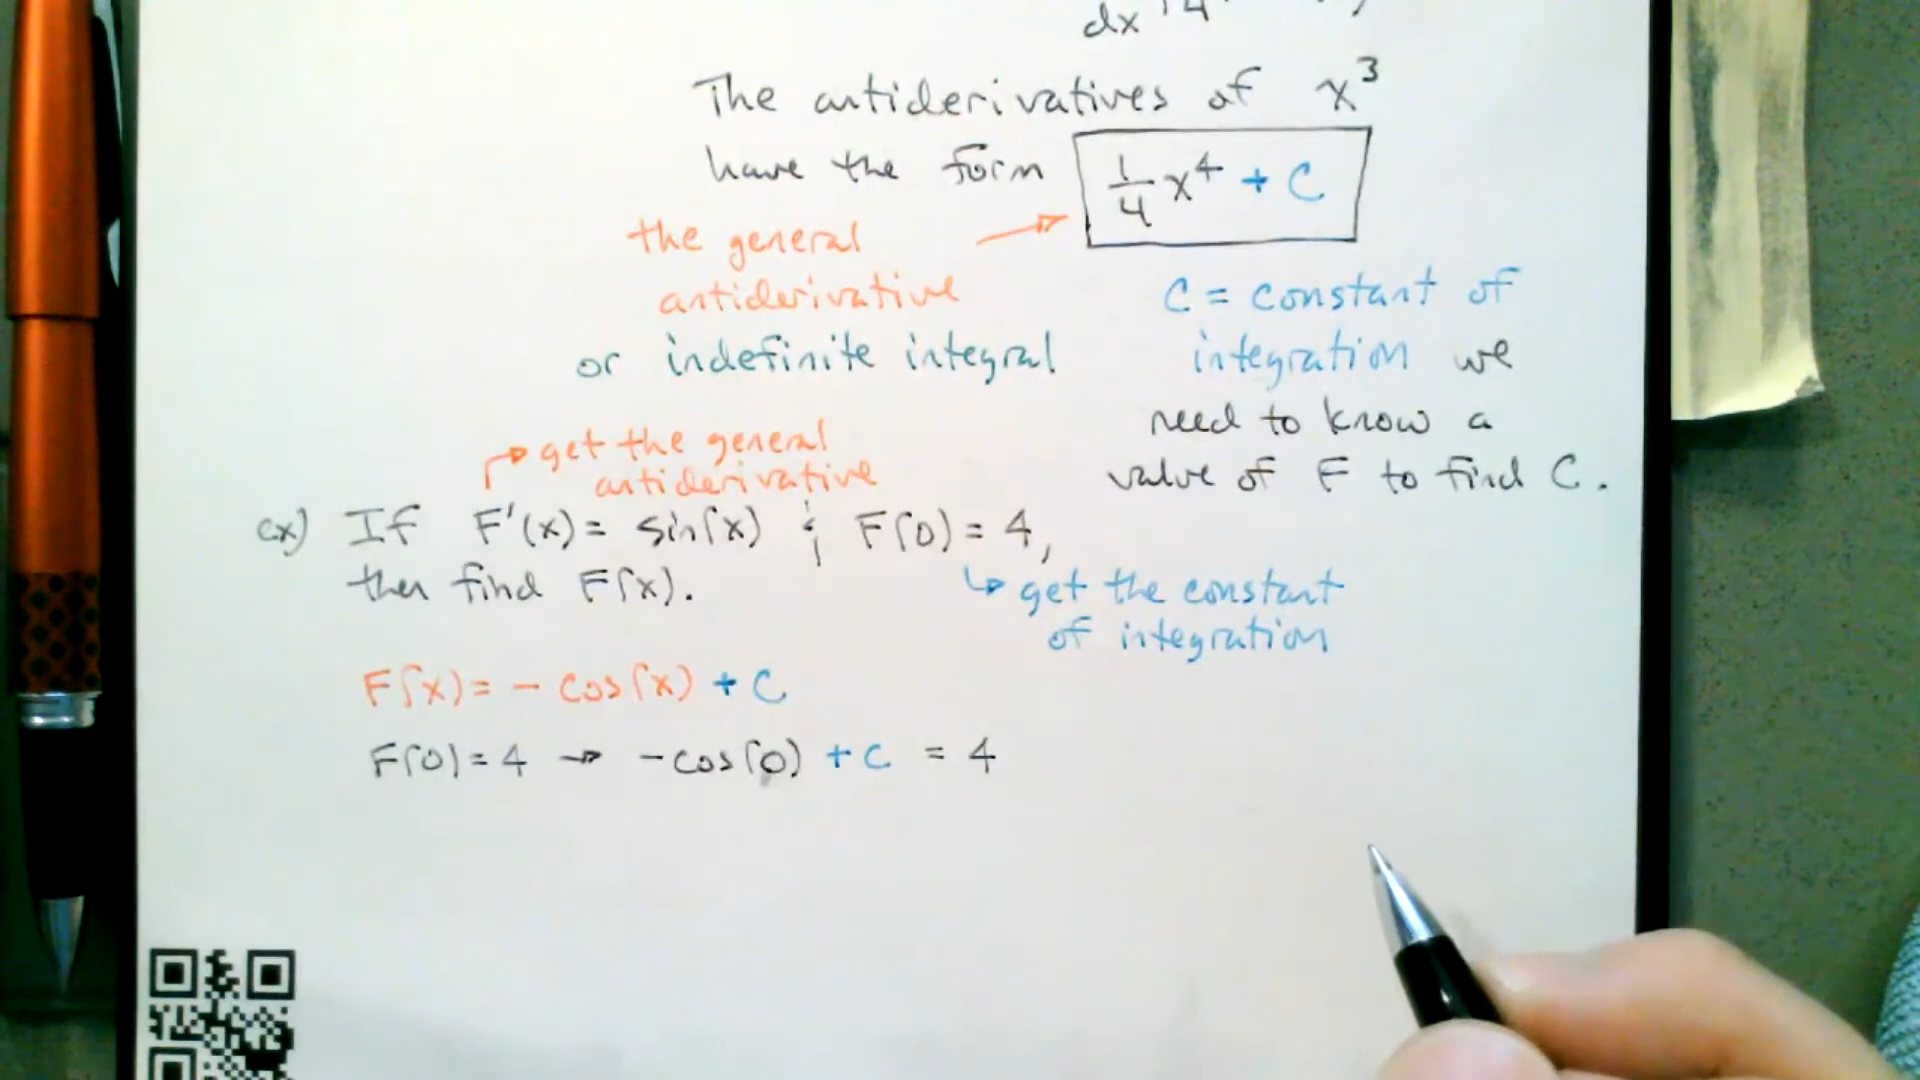 dx
The antiderivatives of x³
have the form 1/4 x⁴ + C
the general
antiderivative
or indefinite integral
C = constant of
integration we
need to know a
value of F to find C.
get the general
antiderivative
ex) If F'(x) = sin(x) & F(0) = 4,
then find F(x).
↳ get the constant
of integration
F(x) = - cos(x) + C
F(0) = 4 → -cos(0) + C = 4